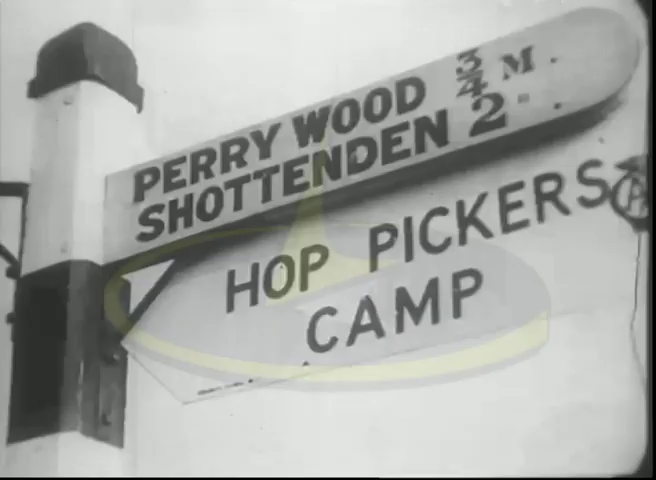 PERRY WOOD 3/4 M.
SHOTTENDEN 2 " .
HOP PICKERS
CAMP